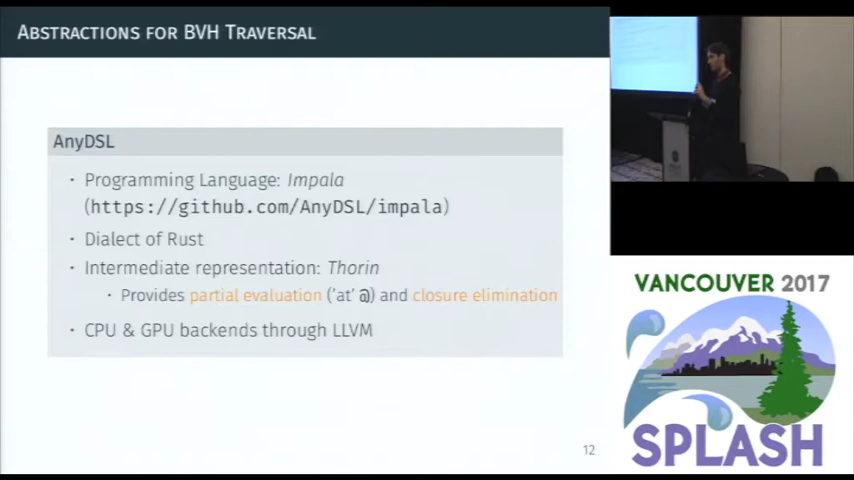 ABSTRACTIONS FOR BVH TRAVERSAL
AnyDSL
· Programming Language: Impala
(https://github.com/AnyDSL/impala)
· Dialect of Rust
· Intermediate representation: Thorin
· Provides partial evaluation ('at' @) and closure elimination
· CPU & GPU backends through LLVM
12
VANCOUVER 2017
SPLASH